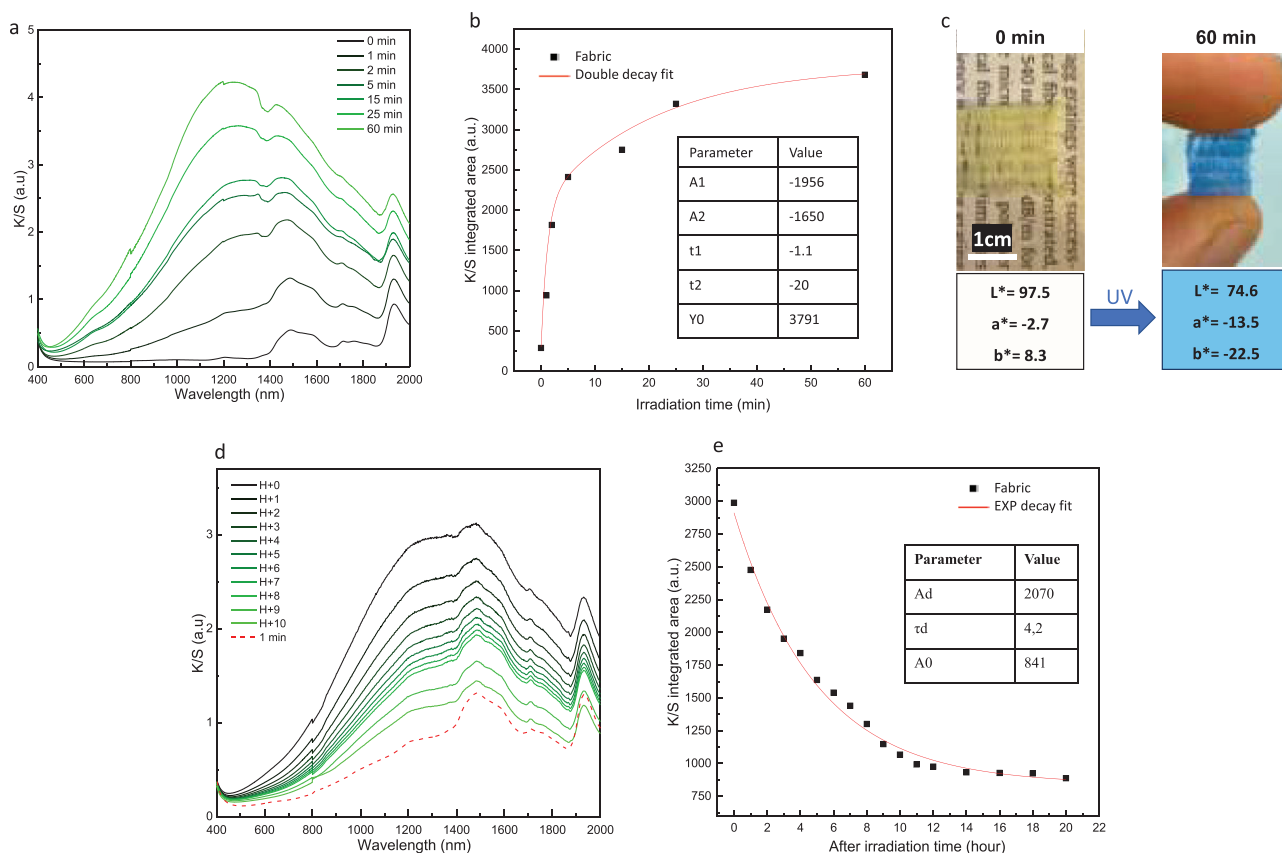 a
5
4
3
2
1
0
K/S (a.u)
400 600 800 1000 1200 1400 1600 1800 2000
Wavelength (nm)
0 min
1 min
2 min
5 min
15 min
25 min
60 min
b
4000
3500
3000
2500
2000
1500
1000
500
0
K/S integrated area (a.u.)
0 10 20 30 40 50 60
Irradiation time (min)
Fabric
Double decay fit
Parameter Value
A1 -1956
A2 -1650
t1 -1.1
t2 -20
Y0 3791
c
0 min
60 min
grating
were
success
540 nm
micro
dB/m for
1cm
L*= 97.5
a*= -2.7
b*= 8.3
UV
L*= 74.6
a*= -13.5
b*= -22.5
d
3
2
1
0
K/S (a.u)
400 600 800 1000 1200 1400 1600 1800 2000
Wavelength (nm)
H+0
H+1
H+2
H+3
H+4
H+5
H+6
H+7
H+8
H+9
H+10
1 min
e
3250
3000
2750
2500
2250
2000
1750
1500
1250
1000
750
K/S integrated area (a.u.)
0 2 4 6 8 10 12 14 16 18 20 22
After irradiation time (hour)
Fabric
EXP decay fit
Parameter Value
Ad 2070
τd 4,2
A0 841